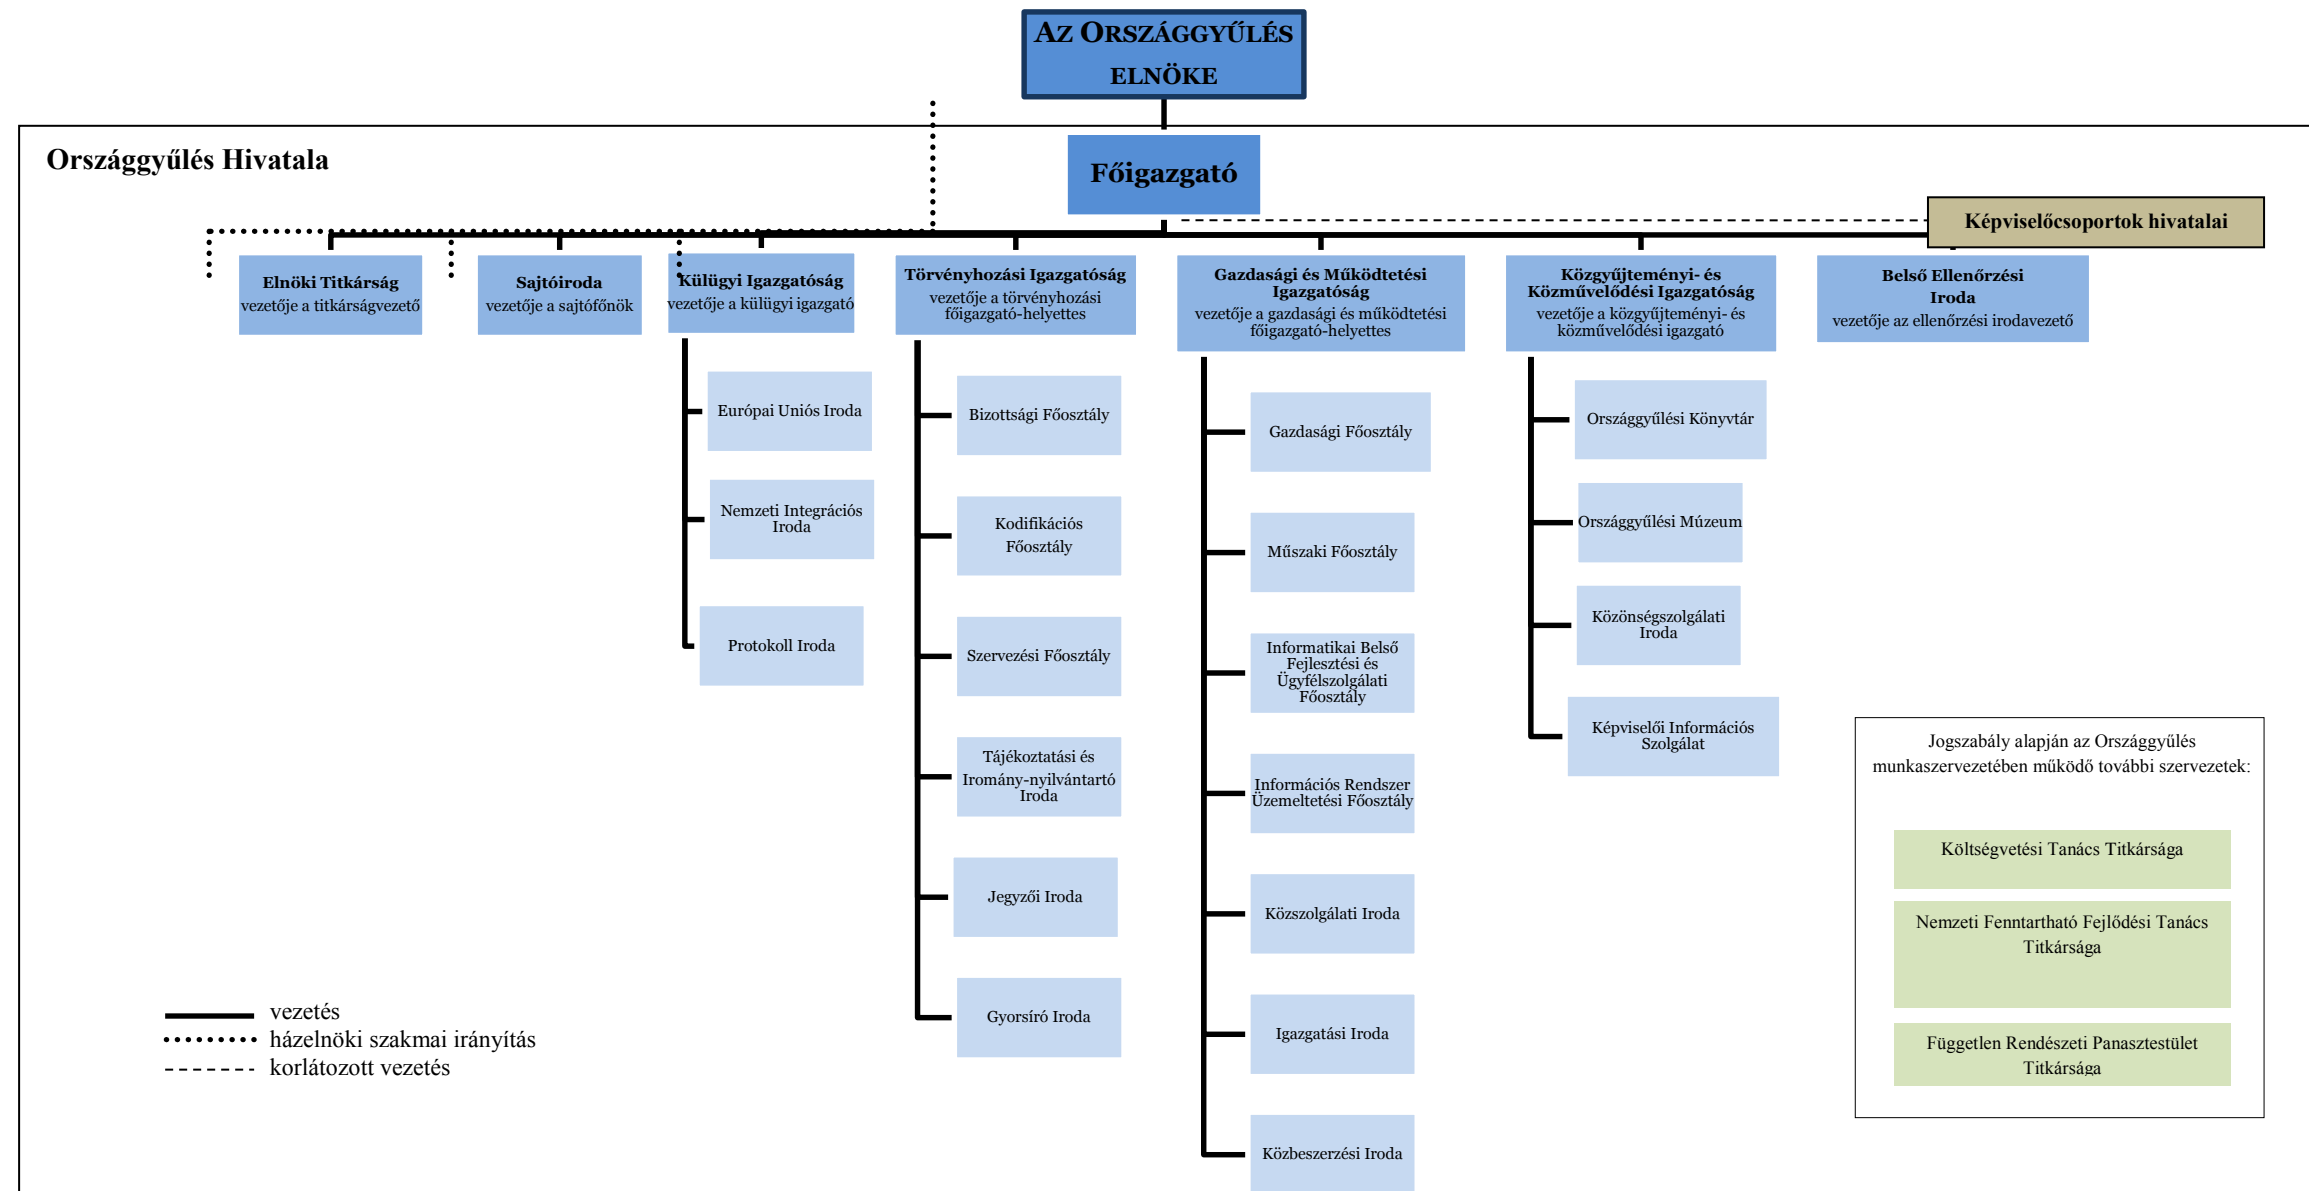 AZ ORSZÁGGYŰLÉS
ELNÖKE
Országgyűlés Hivatala
Főigazgató
Képviselőcsoportok hivatalai
Elnöki Titkárság
vezetője a titkárságvezető
Sajtóiroda
vezetője a sajtófőnök
Külügyi Igazgatóság
vezetője a külügyi igazgató
Törvényhozási Igazgatóság
vezetője a törvényhozási
főigazgató-helyettes
Gazdasági és Működtetési
Igazgatóság
vezetője a gazdasági és működtetési
főigazgató-helyettes
Közgyűjteményi- és
Közművelődési Igazgatóság
vezetője a közgyűjteményi- és
közművelődési igazgató
Belső Ellenőrzési
Iroda
vezetője az ellenőrzési irodavezető
Európai Uniós Iroda
Nemzeti Integrációs
Iroda
Protokoll Iroda
Bizottsági Főosztály
Kodifikációs
Főosztály
Szervezési Főosztály
Tájékoztatási és
Iromány-nyilvántartó
Iroda
Jegyzői Iroda
Gyorsíró Iroda
Gazdasági Főosztály
Műszaki Főosztály
Informatikai Belső
Fejlesztési és
Ügyfélszolgálati
Főosztály
Információs Rendszer
Üzemeltetési Főosztály
Közszolgálati Iroda
Igazgatási Iroda
Közbeszerzési Iroda
Országgyűlési Könyvtár
Országgyűlési Múzeum
Közönségszolgálati
Iroda
Képviselői Információs
Szolgálat
Jogszabály alapján az Országgyűlés
munkaszervezetében működő további szervezetek:
Költségvetési Tanács Titkársága
Nemzeti Fenntartható Fejlődési Tanács
Titkársága
Független Rendészeti Panasztestület
Titkársága
vezetés
házelnöki szakmai irányítás
korlátozott vezetés